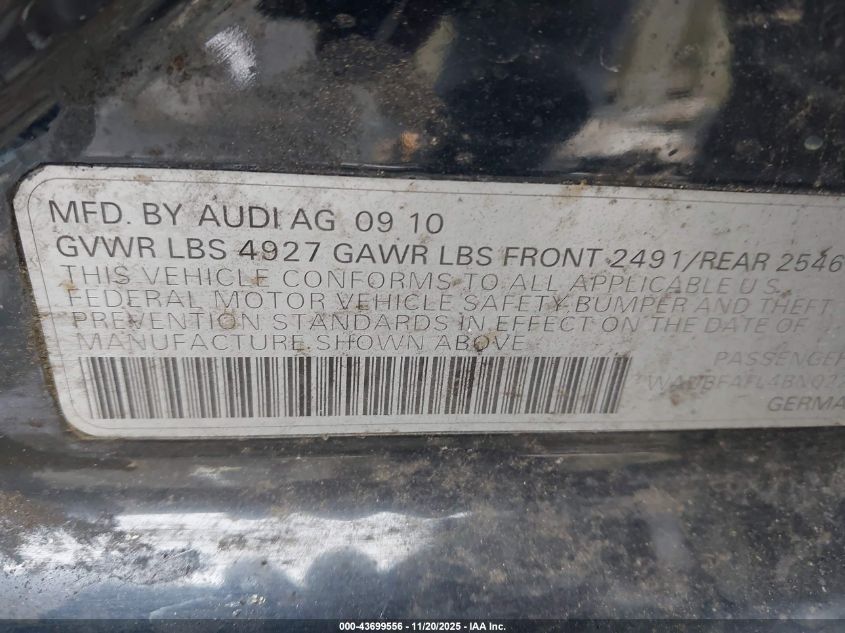 MFD. BY AUDI AG 09 10
GVWR LBS 4927 GAWR LBS FRONT 2491/REAR 2546
THIS VEHICLE CONFORMS TO ALL APPLICABLE U S
FEDERAL MOTOR VEHICLE SAFETY,BUMPER AND THEFT
PREVENTION STANDARDS IN EFFECT ON THE DATE OF
MANUFACTURE SHOWN ABOVE
PASSENGER
GERMA
000-43699556 - 11/20/2025 - IAA Inc.